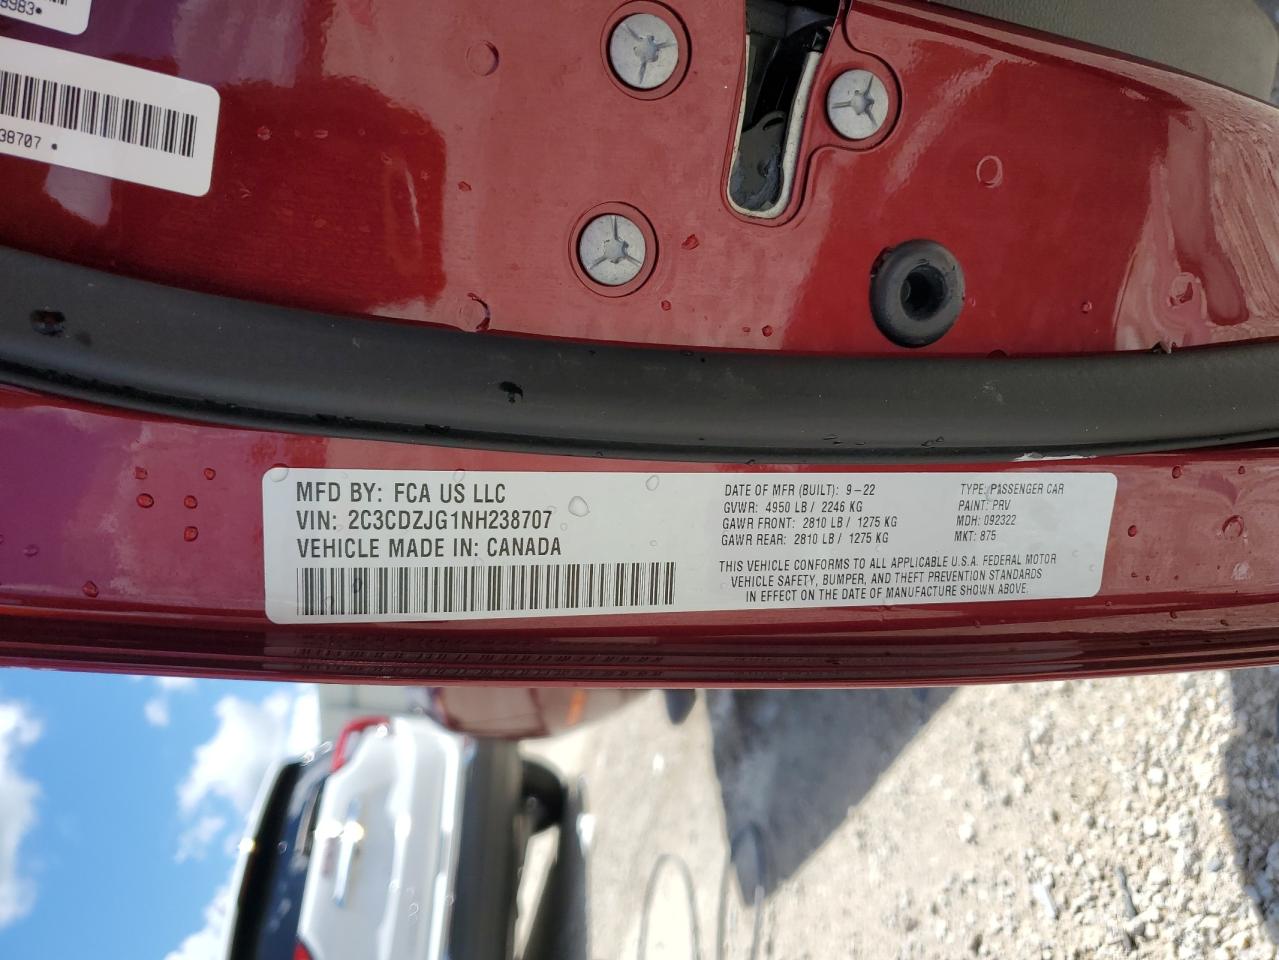 8983*
38707 *
MFD BY: FCA US LLC
VIN: 2C3CDZJG1NH238707
VEHICLE MADE IN: CANADA
DATE OF MFR (BUILT): 9-22
GVWR: 4950 LB / 2246 KG
GAWR FRONT: 2810 LB / 1275 KG
GAWR REAR: 2810 LB / 1275 KG
TYPE: PASSENGER CAR
PAINT: PRV
MDH: 092322
MKT: 875
THIS VEHICLE CONFORMS TO ALL APPLICABLE U.S.A. FEDERAL MOTOR
VEHICLE SAFETY, BUMPER, AND THEFT PREVENTION STANDARDS
IN EFFECT ON THE DATE OF MANUFACTURE SHOWN ABOVE.